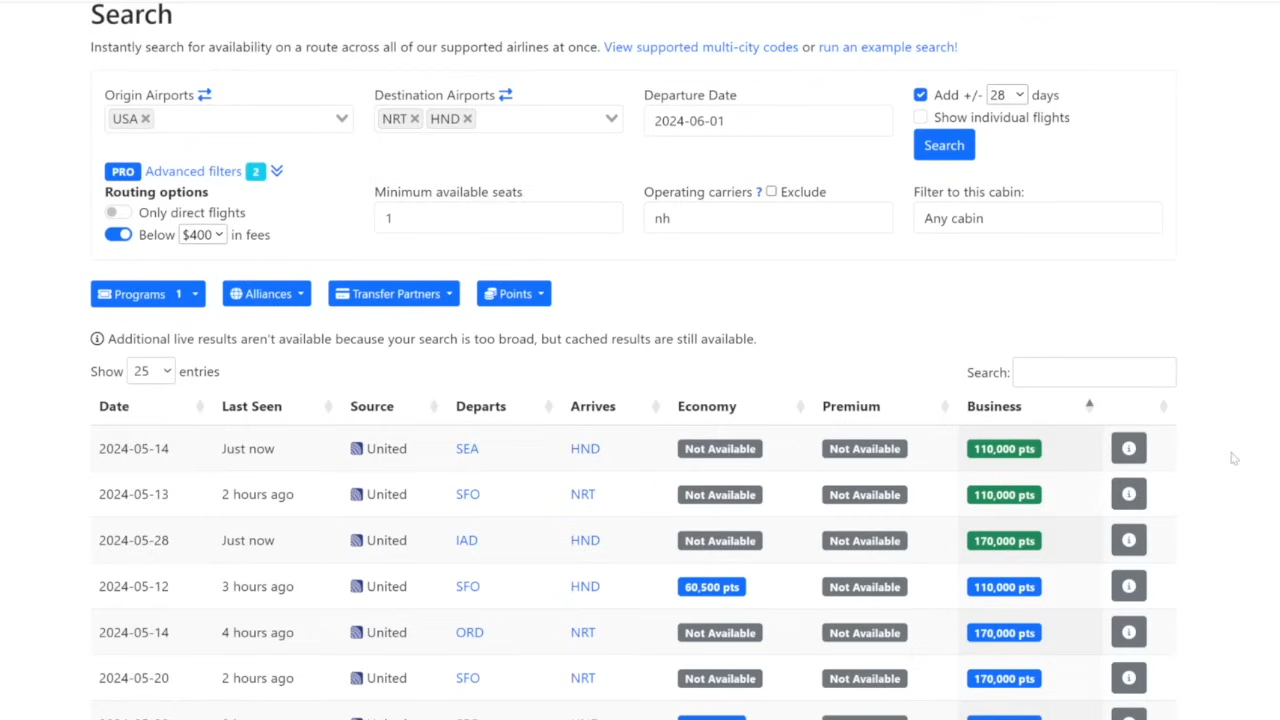 Search
Instantly search for availability on a route across all of our supported airlines at once. View supported multi-city codes or run an example search!
Origin Airports
USA
Destination Airports
NRT HND
Departure Date
2024-06-01
Add +/- 28 days
Show individual flights
Search
PRO Advanced filters 2
Routing options
Only direct flights
Below $400 in fees
Minimum available seats
1
Operating carriers ? Exclude
nh
Filter to this cabin:
Any cabin
Programs 1 Alliances Transfer Partners Points
Additional live results aren't available because your search is too broad, but cached results are still available.
Show 25 entries Search:
Date Last Seen Source Departs Arrives Economy Premium Business
2024-05-14 Just now United SEA HND Not Available Not Available 110,000 pts
2024-05-13 2 hours ago United SFO NRT Not Available Not Available 110,000 pts
2024-05-28 Just now United IAD HND Not Available Not Available 170,000 pts
2024-05-12 3 hours ago United SFO HND 60,500 pts Not Available 110,000 pts
2024-05-14 4 hours ago United ORD NRT Not Available Not Available 170,000 pts
2024-05-20 2 hours ago United SFO NRT Not Available Not Available 170,000 pts